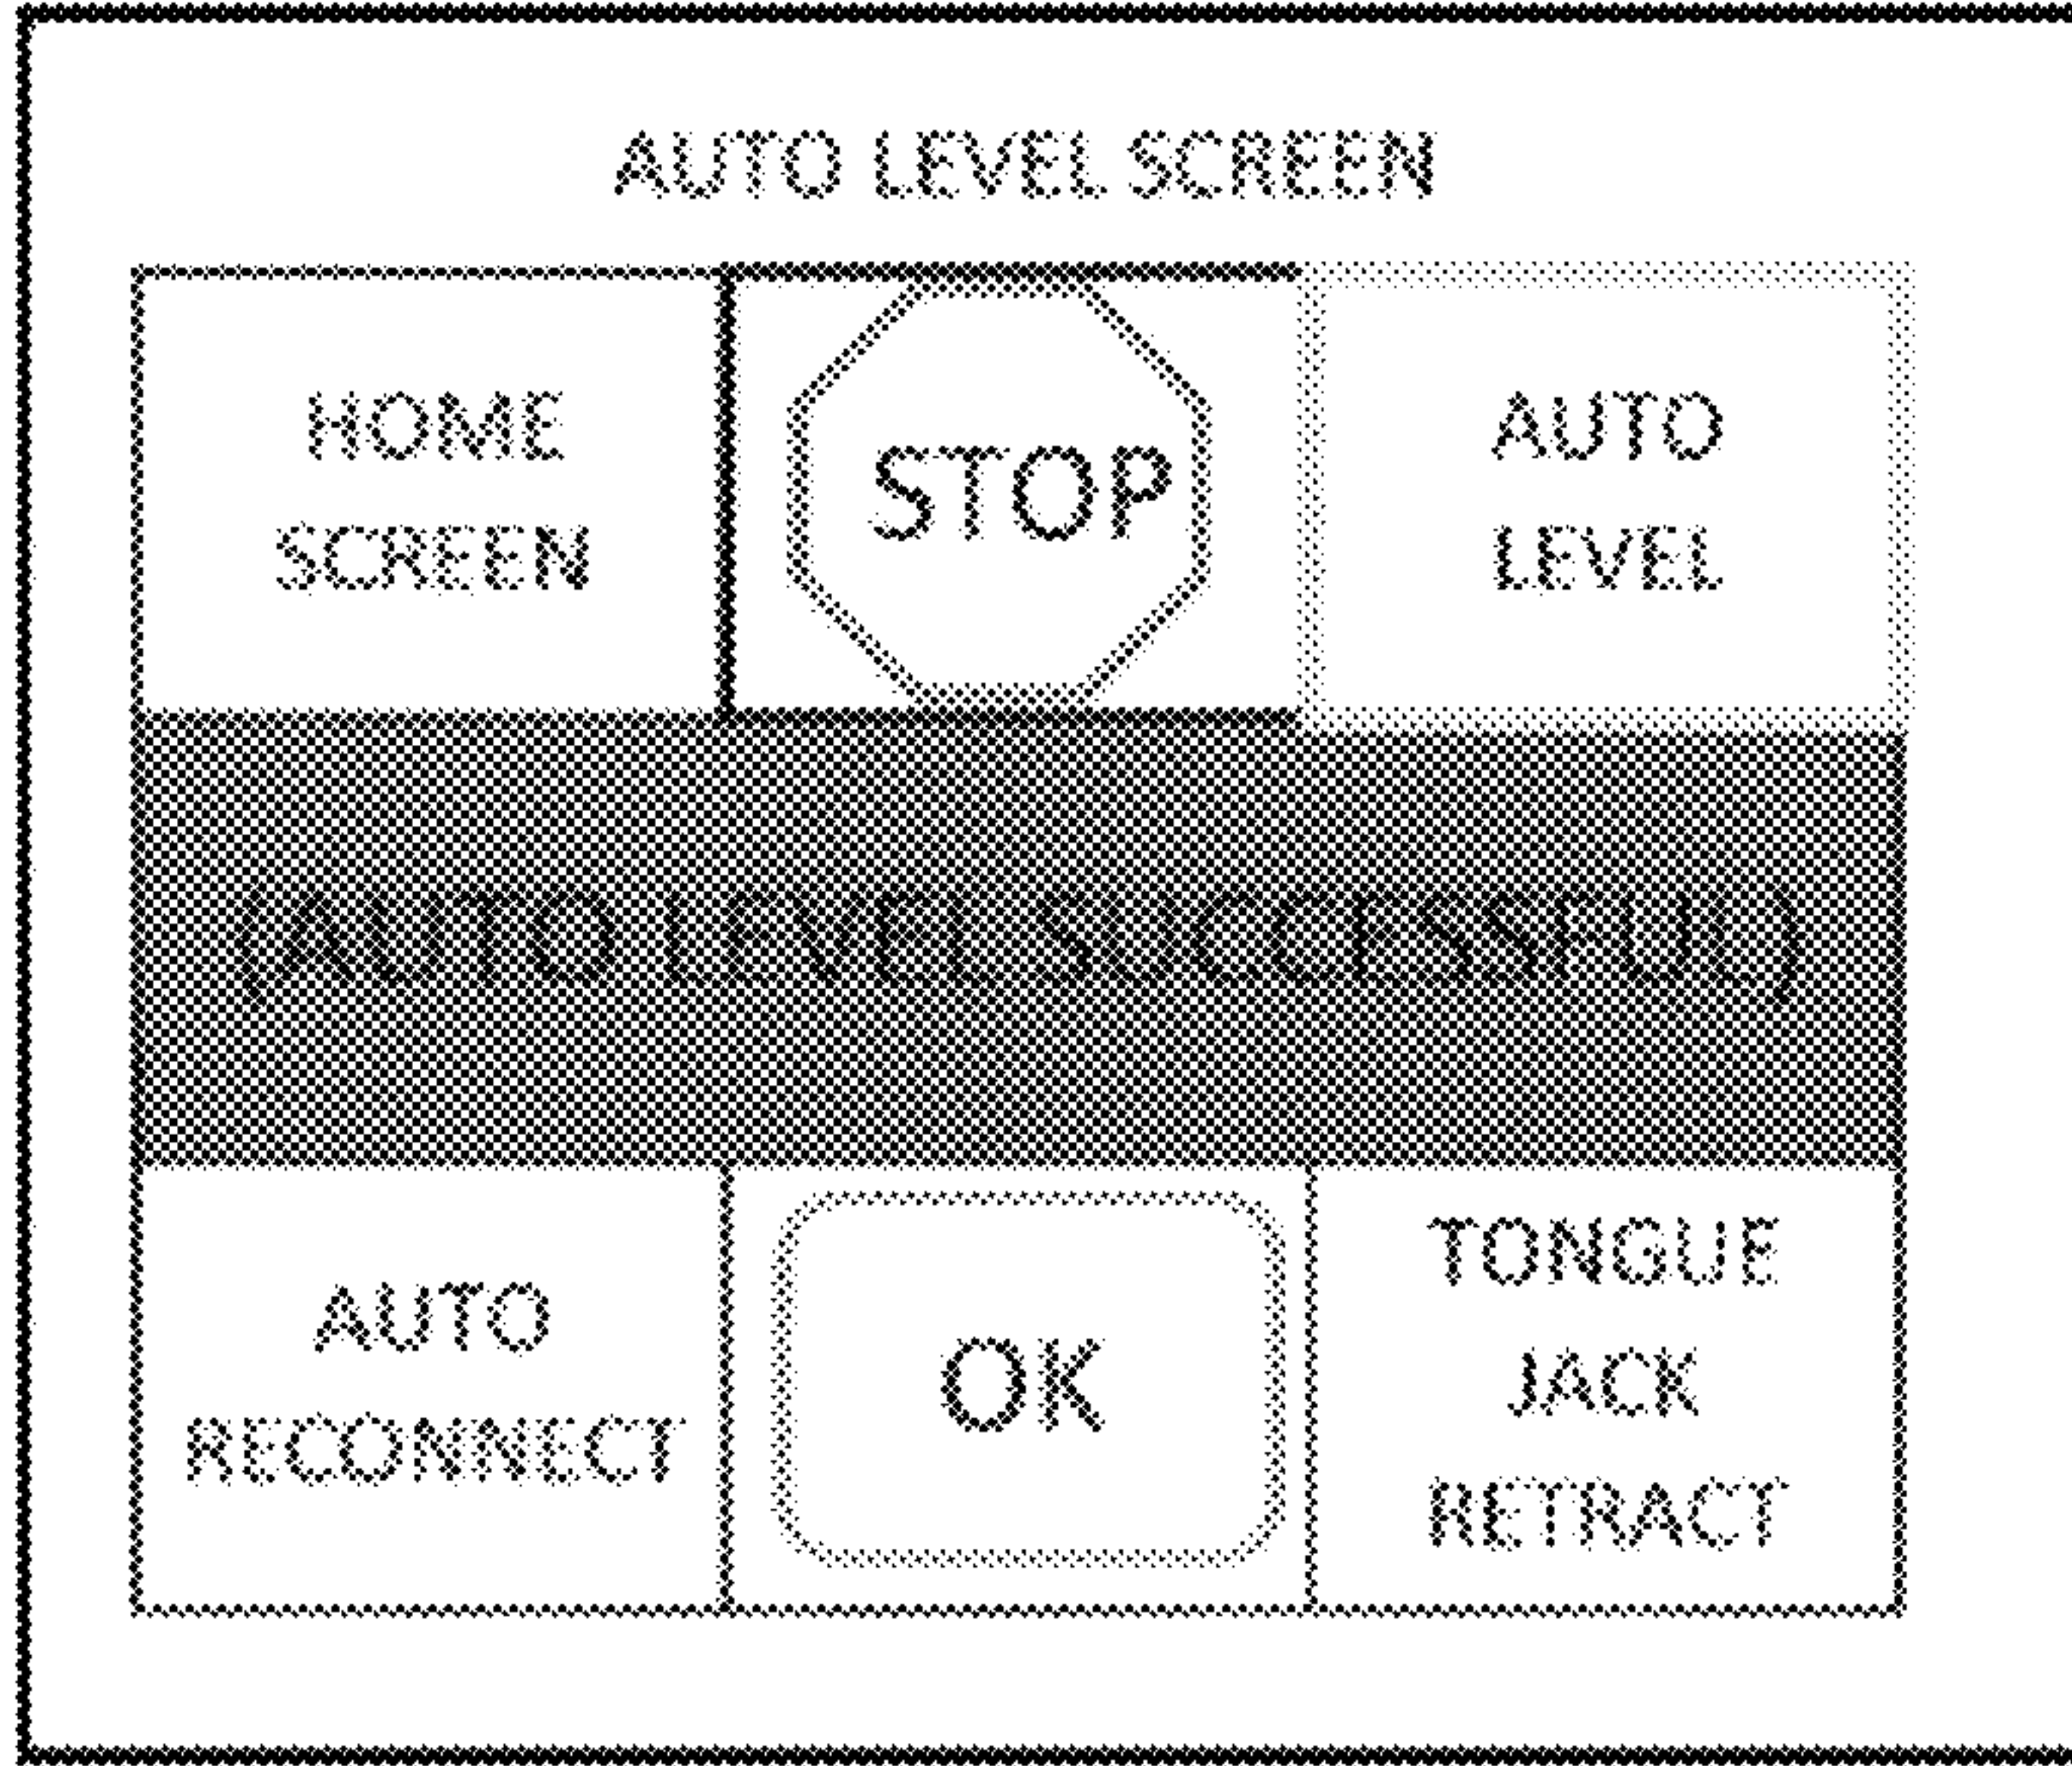 AUTO LEVEL SCREEN
HOME
SCREEN
STOP
AUTO
LEVEL
(AUTO LEVEL SUCCESSFUL)
AUTO
RECONNECT
OK
TONGUE
JACK
RETRACT